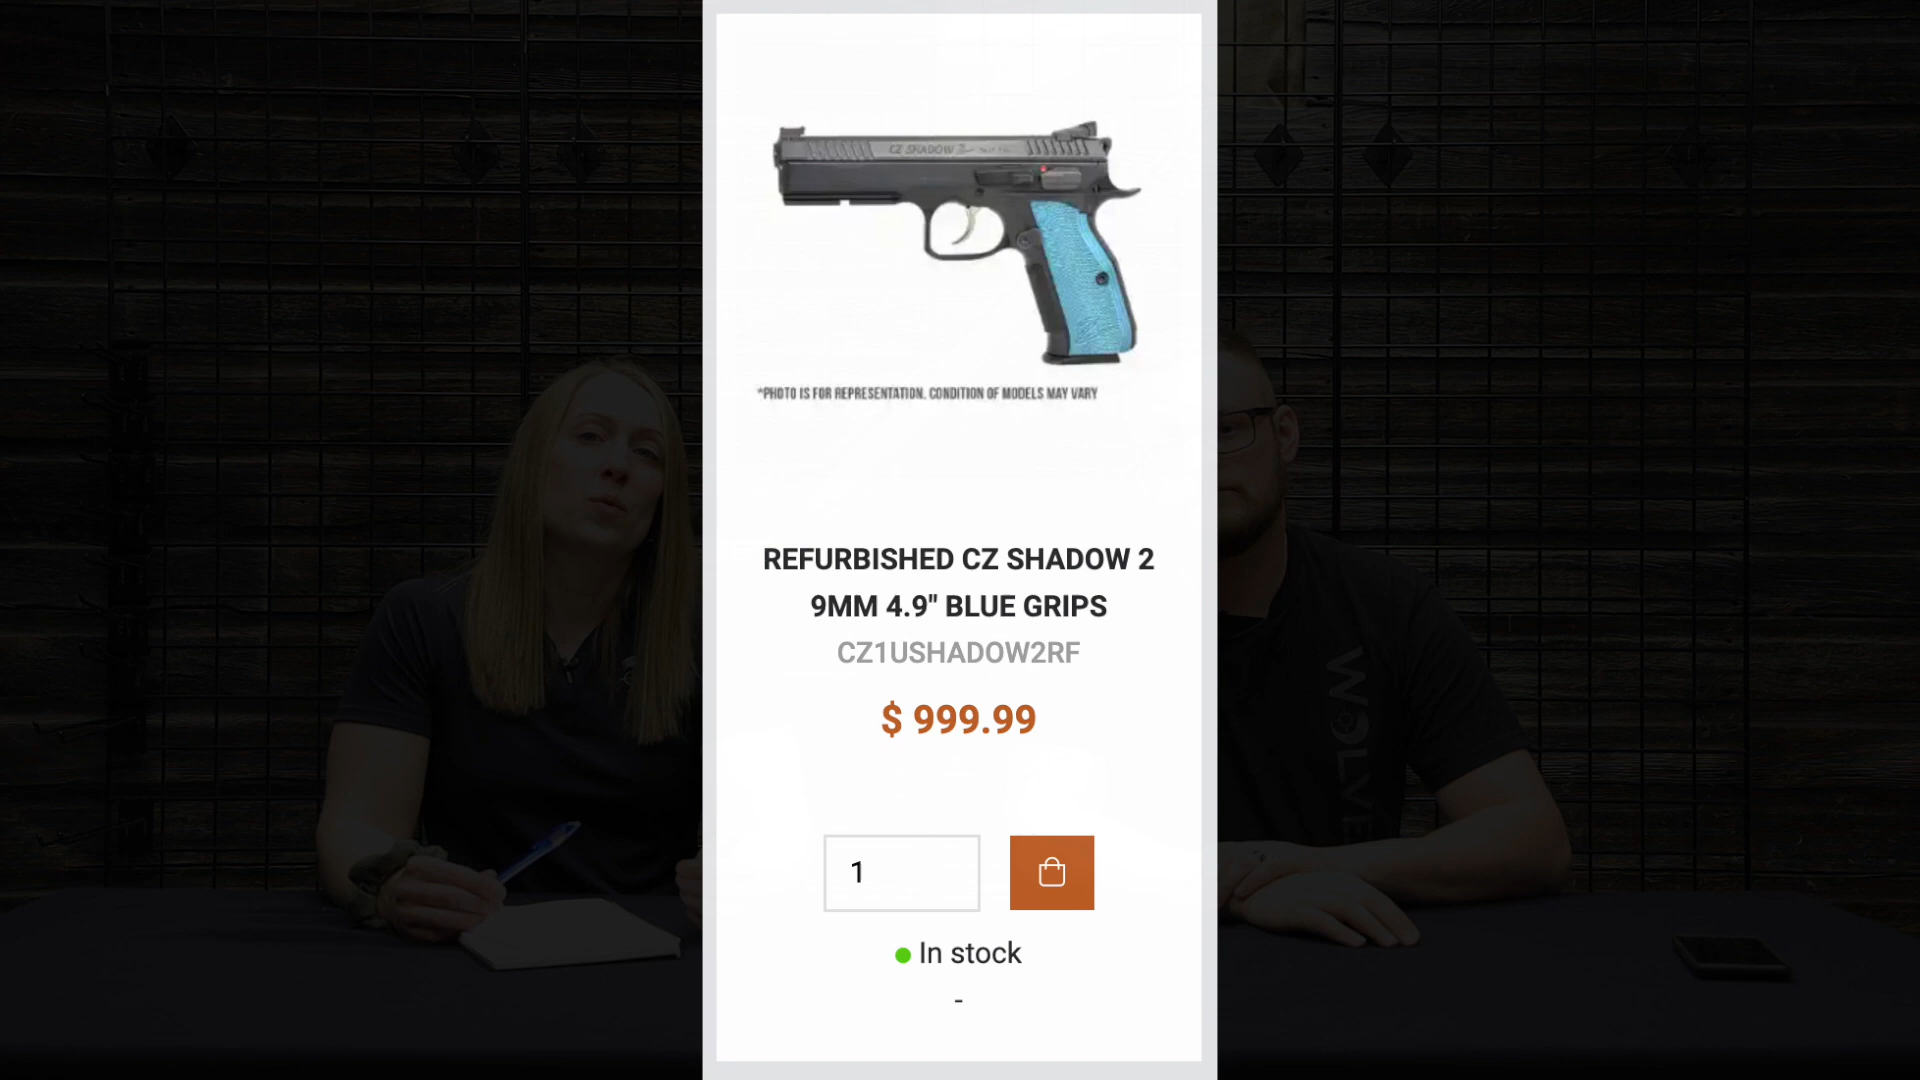 CZ SHADOW 2
*PHOTO IS FOR REPRESENTATION. CONDITION OF MODELS MAY VARY
REFURBISHED CZ SHADOW 2
9MM 4.9" BLUE GRIPS
CZ1USHADOW2RF
$ 999.99
1
In stock
-
WOLVE